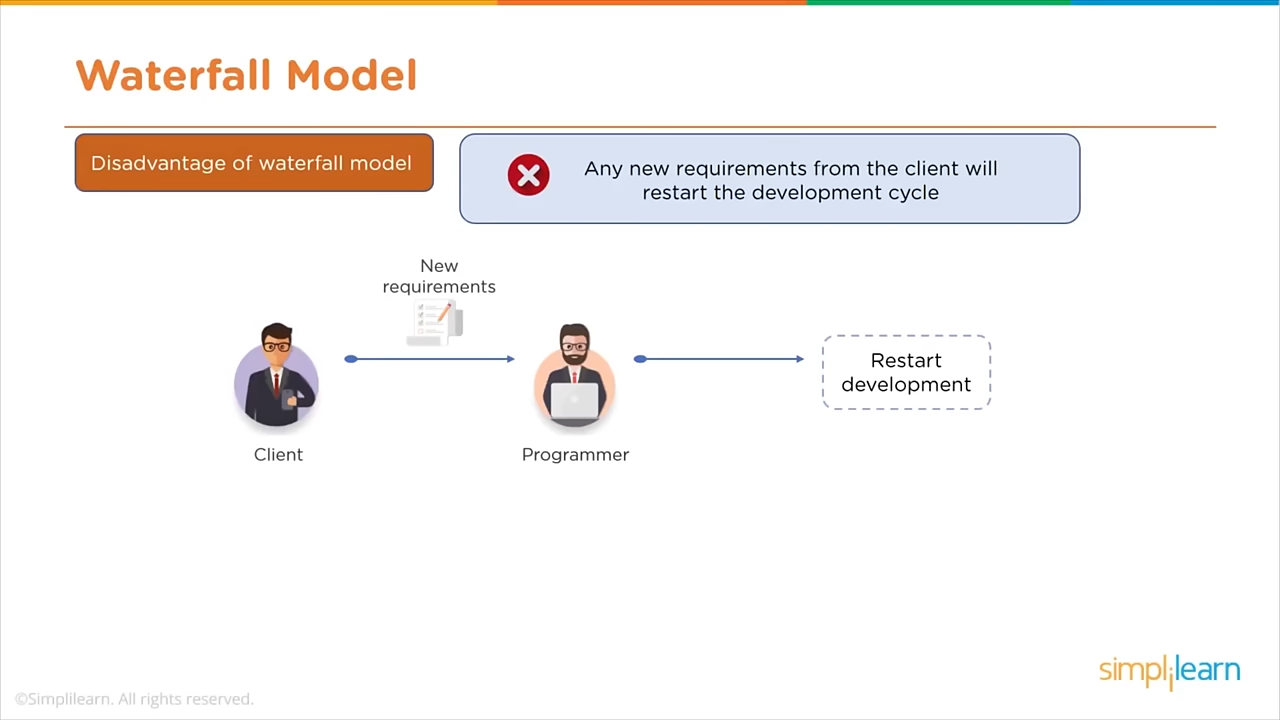 Waterfall Model
Disadvantage of waterfall model
Any new requirements from the client will
restart the development cycle
New
requirements
Client
Programmer
Restart
development
simplilearn
©Simplilearn. All rights reserved.